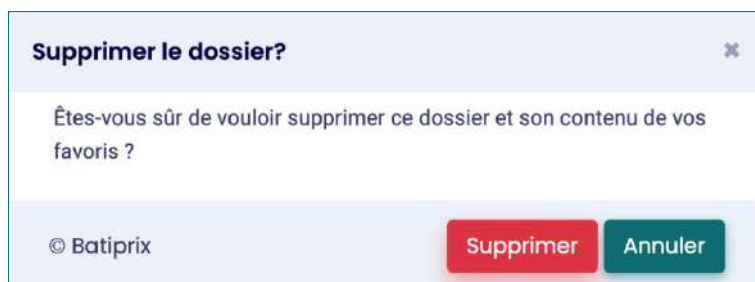 Supprimer le dossier?
×
Êtes-vous sûr de vouloir supprimer ce dossier et son contenu de vos
favoris ?
© Batiprix
Supprimer
Annuler